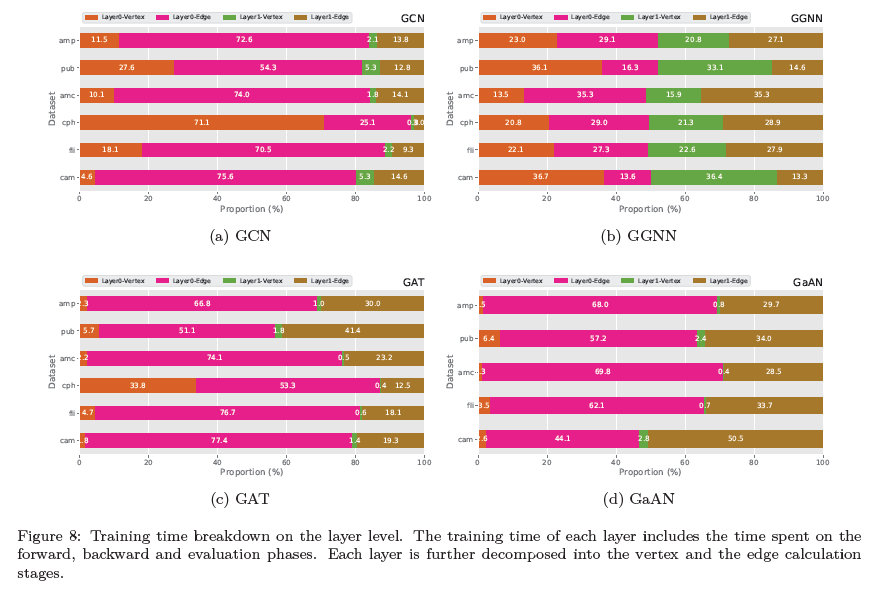 Layer0-Vertex Layer0-Edge Layer1-Vertex Layer1-Edge GCN
amp 11.5 72.6 2.1 13.8
pub 27.6 54.3 5.3 12.8
amc 10.1 74.0 1.8 14.1
cph 71.1 25.1
fli 18.1 70.5 2.2 9.3
cam 4.6 75.6 5.3 14.6
Dataset
0 20 40 60 80 100
Proportion (%)
(a) GCN
Layer0-Vertex Layer0-Edge Layer1-Vertex Layer1-Edge GGNN
amp 23.0 29.1 20.8 27.1
pub 36.1 16.3 33.1 14.6
amc 13.5 35.3 15.9 35.3
cph 20.8 29.0 21.3 28.9
fli 22.1 27.3 22.6 27.9
cam 36.7 13.6 36.4 13.3
Dataset
0 20 40 60 80 100
Proportion (%)
(b) GGNN
Layer0-Vertex Layer0-Edge Layer1-Vertex Layer1-Edge GAT
amp 66.8 1.0 30.0
pub 5.7 51.1 1.8 41.4
amc 74.1 0.5 23.2
cph 33.8 53.3 0.4 12.5
fli 4.7 76.7 0.6 18.1
cam 77.4 1.4 19.3
Dataset
0 20 40 60 80 100
Proportion (%)
(c) GAT
Layer0-Vertex Layer0-Edge Layer1-Vertex Layer1-Edge GaAN
amp 68.0 0.8 29.7
pub 6.4 57.2 2.4 34.0
amc 69.8 0.4 28.5
fli 3.5 62.1 0.7 33.7
cam 44.1 2.8 50.5
Dataset
0 20 40 60 80 100
Proportion (%)
(d) GaAN
Figure 8: Training time breakdown on the layer level. The training time of each layer includes the time spent on the
forward, backward and evaluation phases. Each layer is further decomposed into the vertex and the edge calculation
stages.